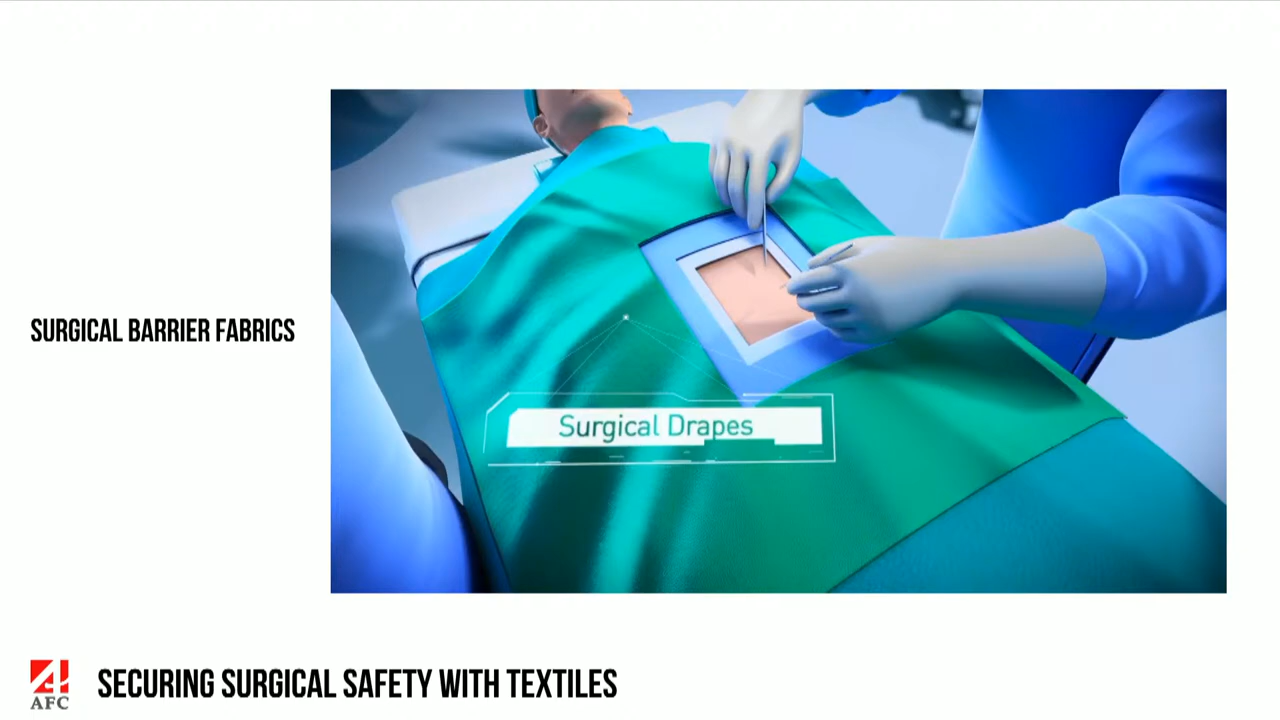 SURGICAL BARRIER FABRICS
Surgical Drapes
AFC
SECURING SURGICAL SAFETY WITH TEXTILES